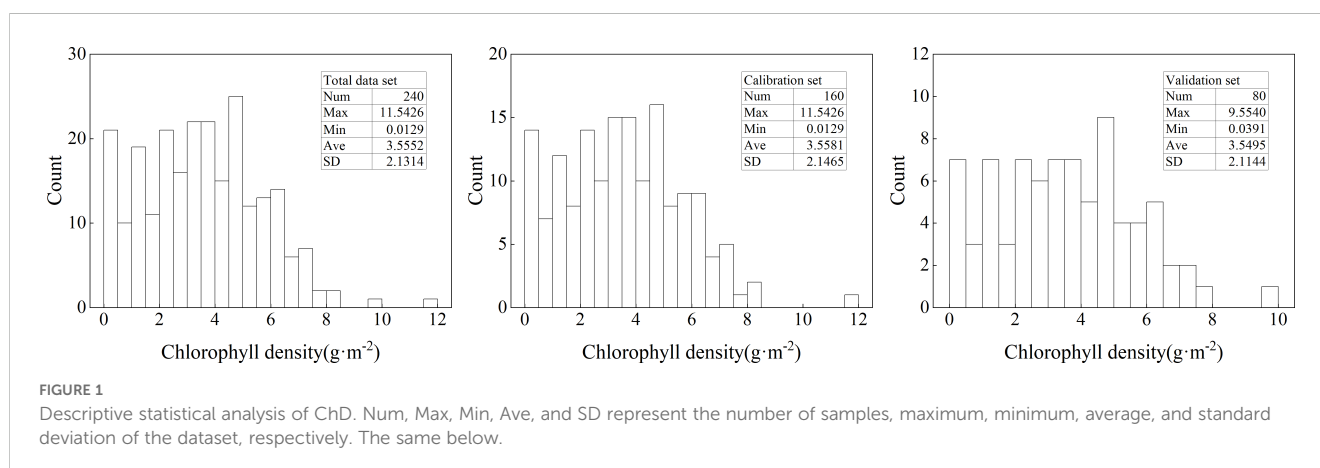 30
20
10
0
Count
Total data set
Num 240
Max 11.5426
Min 0.0129
Ave 3.5552
SD 2.1314
0 2 4 6 8 10 12
Chlorophyll density(g·m⁻²)
20
15
10
5
0
Count
Calibration set
Num 160
Max 11.5426
Min 0.0129
Ave 3.5581
SD 2.1465
0 2 4 6 8 10 12
Chlorophyll density(g·m⁻²)
12
10
8
6
4
2
0
Count
Validation set
Num 80
Max 9.5540
Min 0.0391
Ave 3.5495
SD 2.1144
0 2 4 6 8 10
Chlorophyll density(g·m⁻²)
FIGURE 1
Descriptive statistical analysis of ChD. Num, Max, Min, Ave, and SD represent the number of samples, maximum, minimum, average, and standard
deviation of the dataset, respectively. The same below.